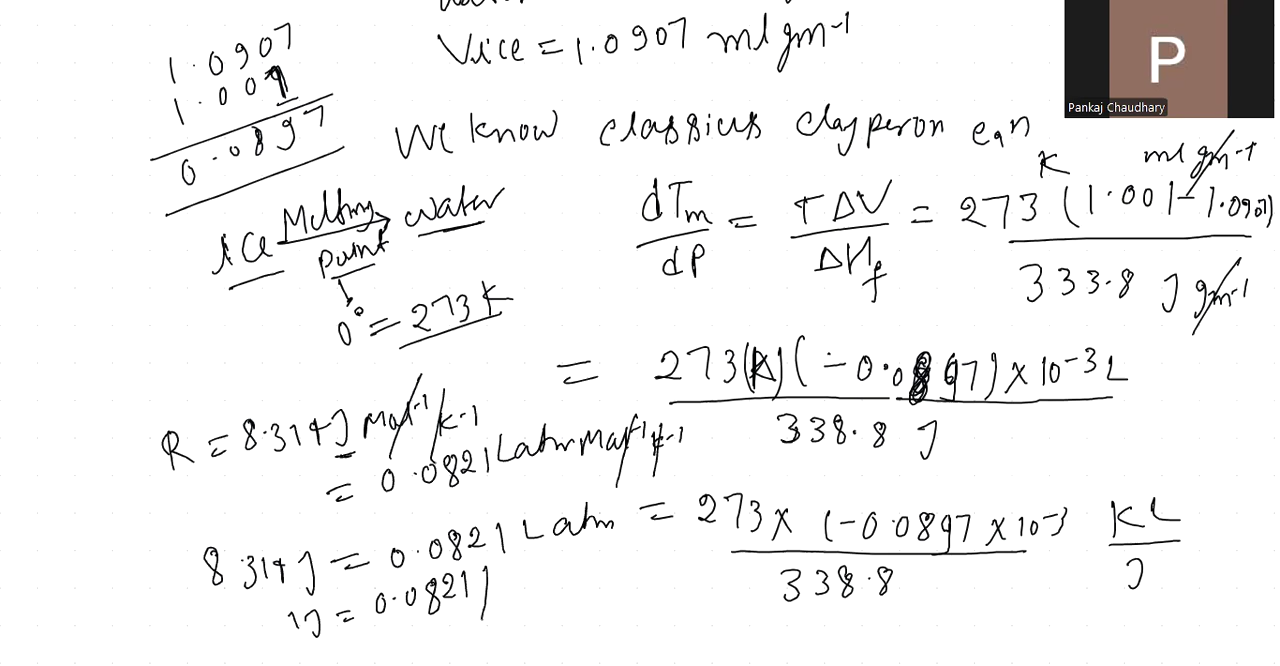 Vice = 1.0907 ml gm-1
1.0907
1.009
0.0897
P
Pankaj Chaudhary
We know classius clayperon eqn
ice Melting point water
0° = 273 K
dTm/dP = TΔV/ΔHf = 273 K (1.001 - 1.0907) ml gm-1 / 333.8 J gm-1
= 273(K)(-0.0897) × 10-3 L / 338.8 J
R = 8.314 J Mol-1 K-1
= 0.0821 L atm Mol-1 K-1
8.314 J = 0.0821 L atm
1J = 0.0821
= 273 × (-0.0897 × 10-3 / 338.8 KL/J